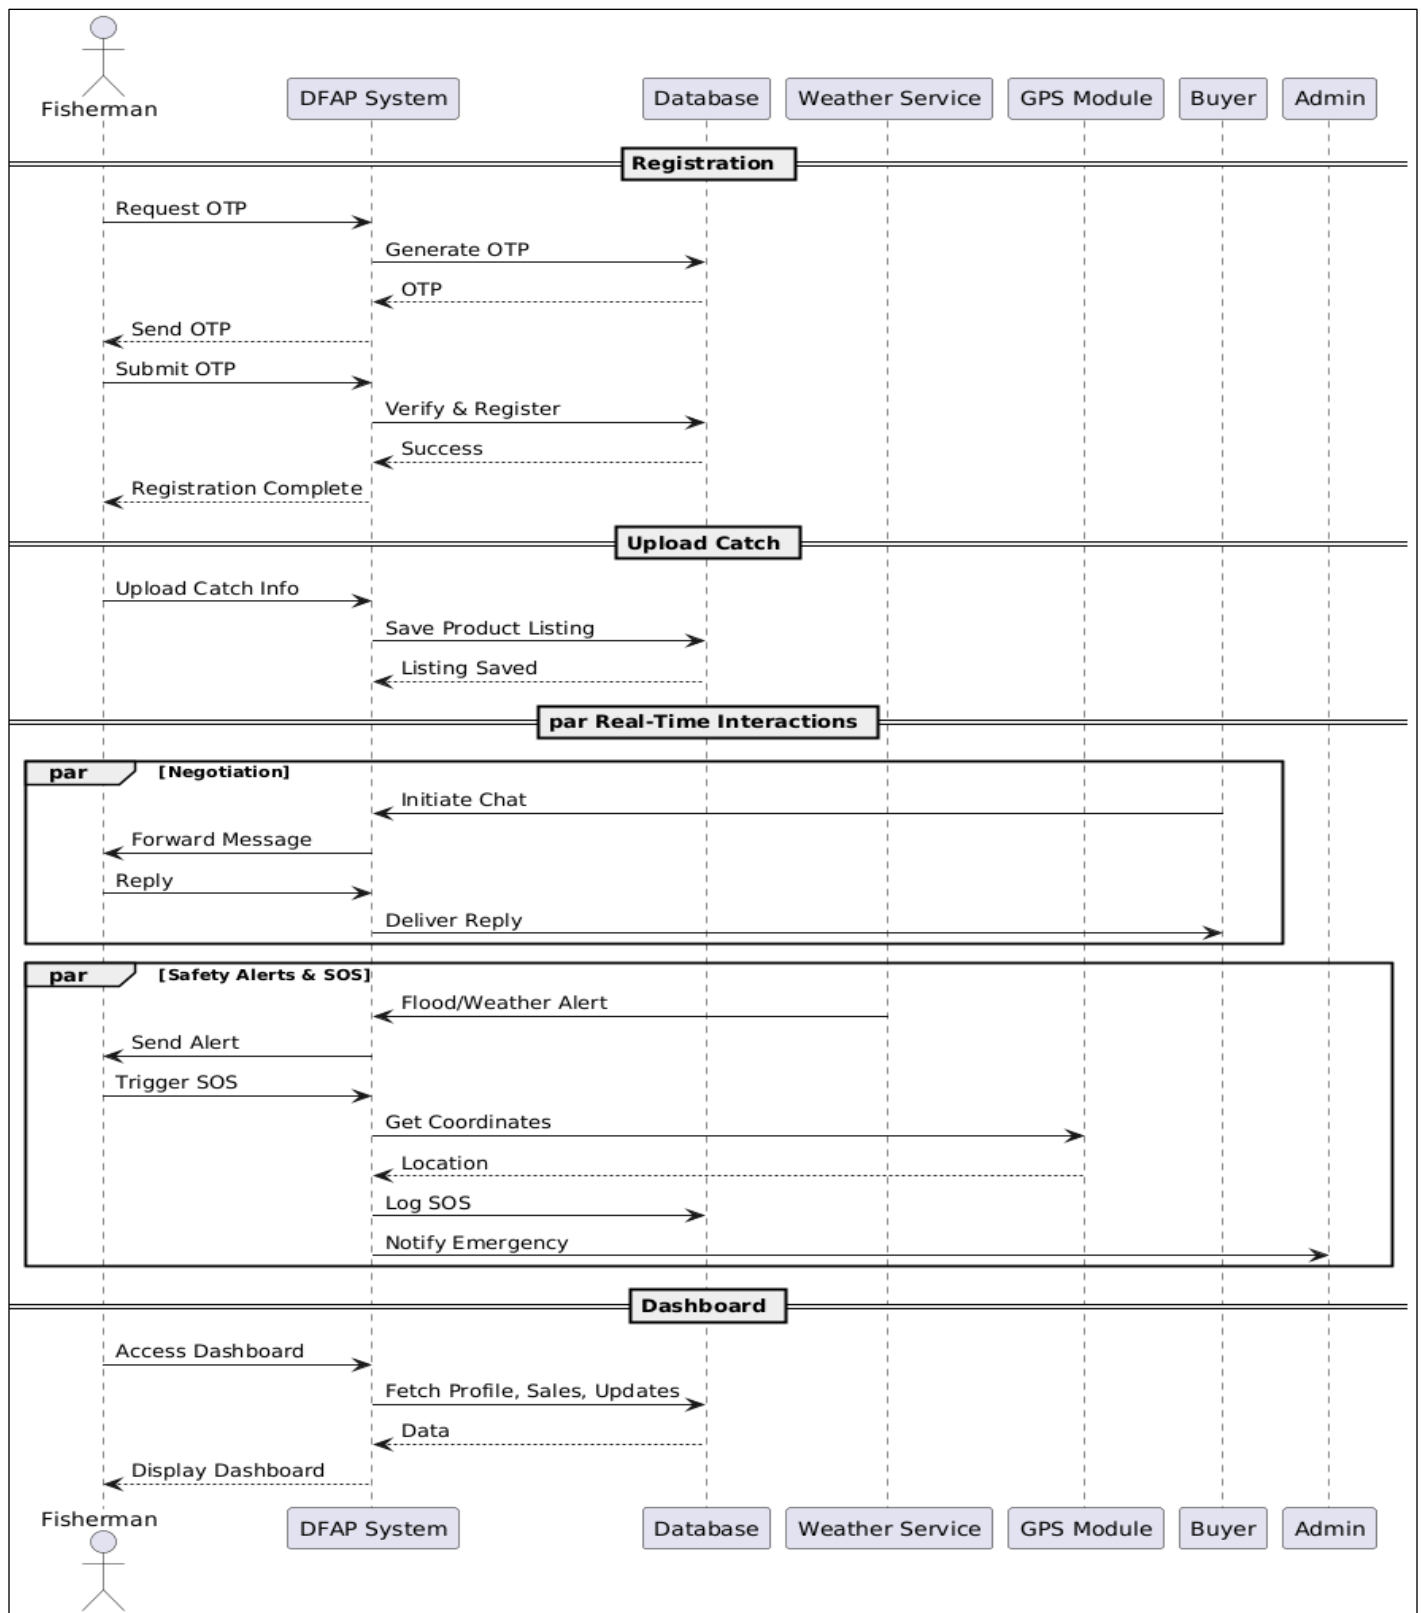 Fisherman
DFAP System
Database
Weather Service
GPS Module
Buyer
Admin
Registration
Request OTP
Generate OTP
OTP
Send OTP
Submit OTP
Verify & Register
Success
Registration Complete
Upload Catch
Upload Catch Info
Save Product Listing
Listing Saved
par Real-Time Interactions
par [Negotiation]
Initiate Chat
Forward Message
Reply
Deliver Reply
par [Safety Alerts & SOS]
Flood/Weather Alert
Send Alert
Trigger SOS
Get Coordinates
Location
Log SOS
Notify Emergency
Dashboard
Access Dashboard
Fetch Profile, Sales, Updates
Data
Display Dashboard
Fisherman
DFAP System
Database
Weather Service
GPS Module
Buyer
Admin